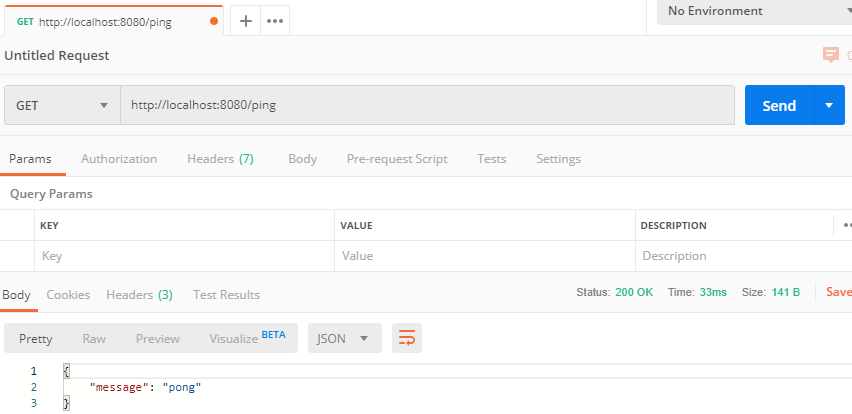 GET http://localhost:8080/ping
No Environment
Untitled Request
GET http://localhost:8080/ping Send
Params Authorization Headers (7) Body Pre-request Script Tests Settings
Query Params
KEY VALUE DESCRIPTION
Key Value Description
Body Cookies Headers (3) Test Results Status: 200 OK Time: 33ms Size: 141 B Save
Pretty Raw Preview Visualize BETA JSON
1 {
2 "message": "pong"
3 }